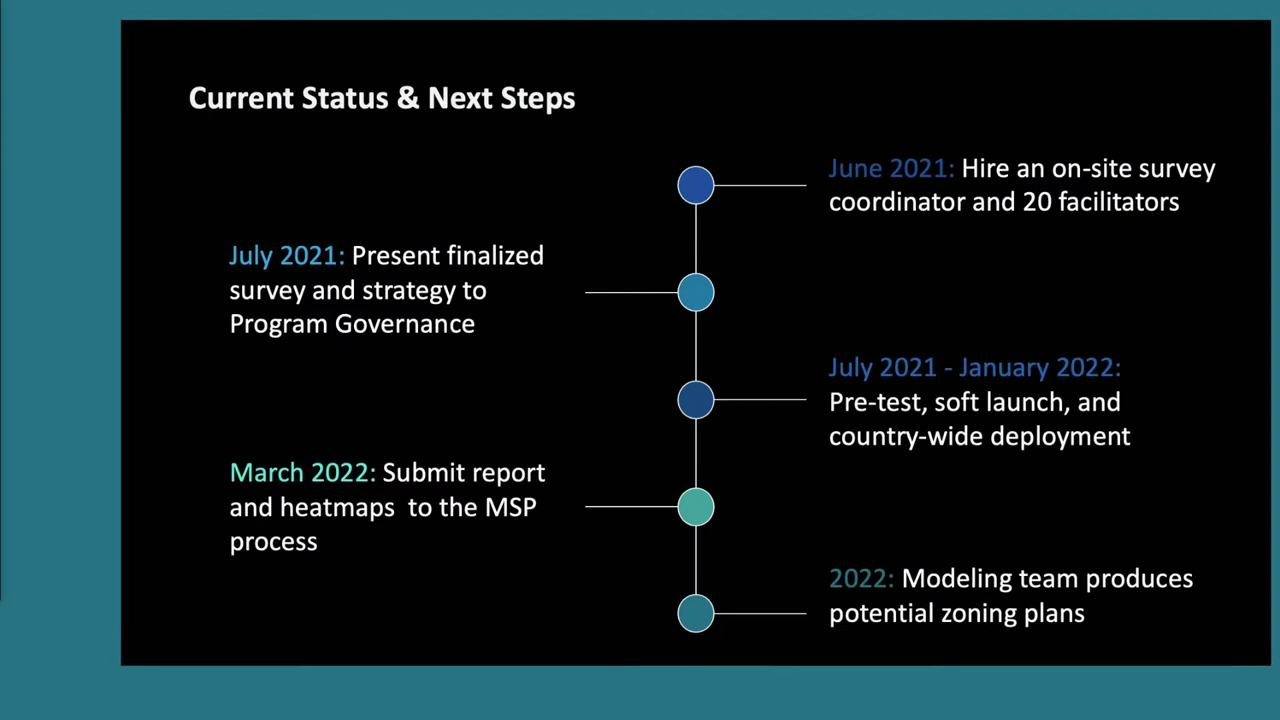 Current Status & Next Steps
June 2021: Hire an on-site survey
coordinator and 20 facilitators
July 2021: Present finalized
survey and strategy to
Program Governance
July 2021 - January 2022:
Pre-test, soft launch, and
country-wide deployment
March 2022: Submit report
and heatmaps  to the MSP
process
2022: Modeling team produces
potential zoning plans